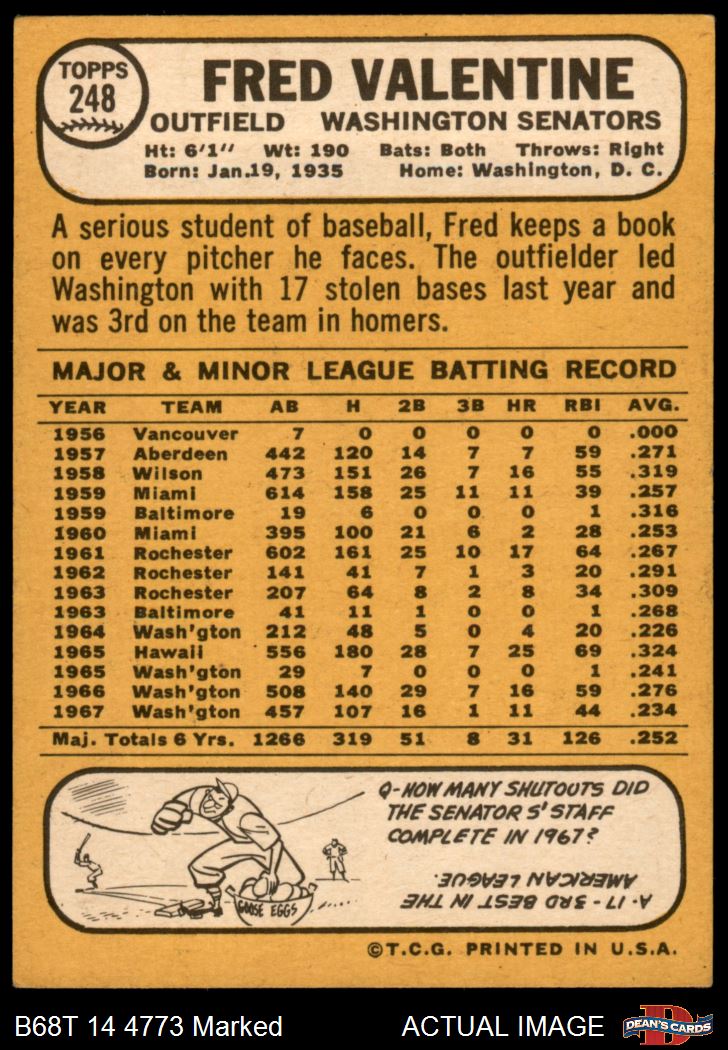 TOPPS
248
FRED VALENTINE
OUTFIELD WASHINGTON SENATORS
Ht: 6'1" Wt: 190 Bats: Both Throws: Right
Born: Jan.19, 1935 Home: Washington, D. C.
A serious student of baseball, Fred keeps a book
on every pitcher he faces. The outfielder led
Washington with 17 stolen bases last year and
was 3rd on the team in homers.
MAJOR & MINOR LEAGUE BATTING RECORD
YEAR TEAM AB H 2B 3B HR RBI AVG.
1956 Vancouver 7 0 0 0 0 0 .000
1957 Aberdeen 442 120 14 7 7 59 .271
1958 Wilson 473 151 26 7 16 55 .319
1959 Miami 614 158 25 11 11 39 .257
1959 Baltimore 19 6 0 0 0 1 .316
1960 Miami 395 100 21 6 2 28 .253
1961 Rochester 602 161 25 10 17 64 .267
1962 Rochester 141 41 7 1 3 20 .291
1963 Rochester 207 64 8 2 8 34 .309
1963 Baltimore 41 11 1 0 0 1 .268
1964 Wash'gton 212 48 5 0 4 20 .226
1965 Hawaii 556 180 28 7 25 69 .324
1965 Wash'gton 29 7 0 0 0 1 .241
1966 Wash'gton 508 140 29 7 16 59 .276
1967 Wash'gton 457 107 16 1 11 44 .234
Maj. Totals 6 Yrs. 1266 319 51 8 31 126 .252
Q-HOW MANY SHUTOUTS DID
THE SENATOR S' STAFF
COMPLETE IN 1967?
A-17 - 3RD BEST IN THE
AMERICAN LEAGUE.
GOOSE EGGS
©T.C.G. PRINTED IN U.S.A.
B68T 14 4773 Marked ACTUAL IMAGE
DEAN'S CARDS